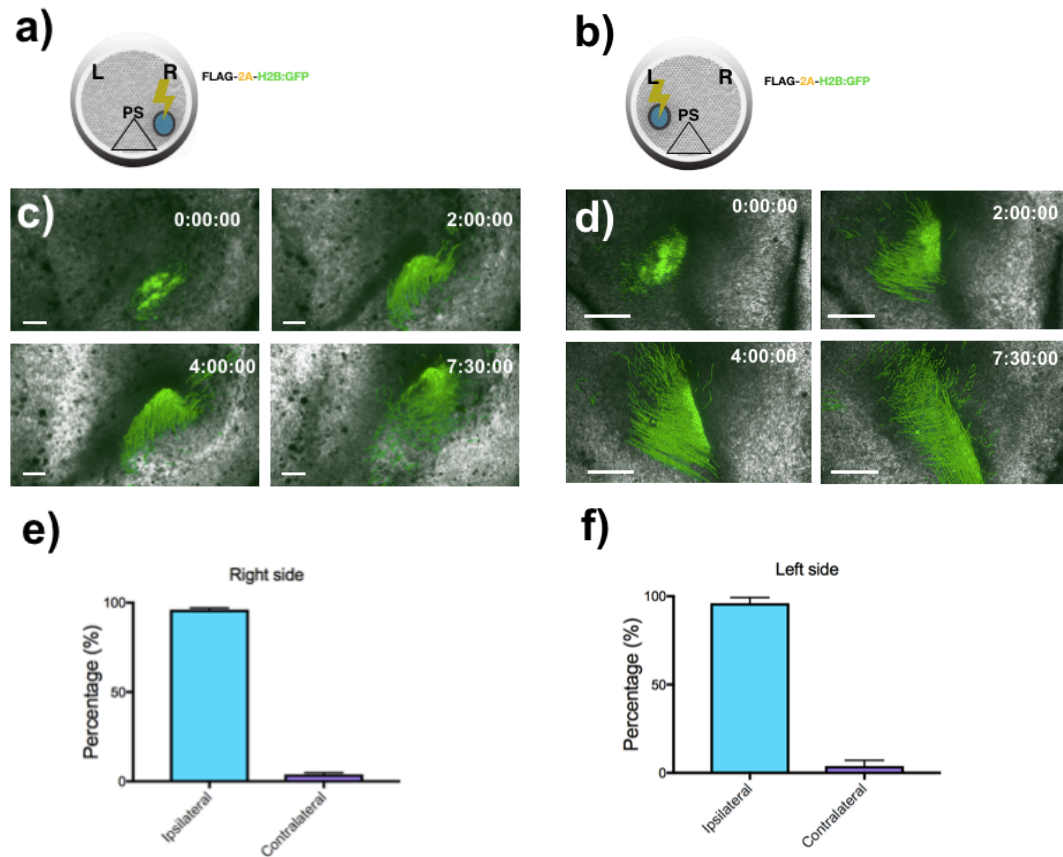 a)
L R
PS
FLAG-2A-H2B:GFP
b)
L R
PS
FLAG-2A-H2B:GFP
c)
0:00:00
2:00:00
4:00:00
7:30:00
d)
0:00:00
2:00:00
4:00:00
7:30:00
e)
Right side
Percentage (%)
100
50
0
Ipsilateral
Contralateral
f)
Left side
Percentage (%)
100
50
0
Ipsilateral
Contralateral